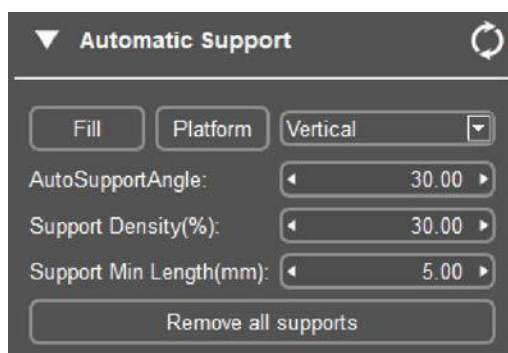 Automatic Support
Fill Platform Vertical
AutoSupportAngle: 30.00
Support Density(%): 30.00
Support Min Length(mm): 5.00
Remove all supports